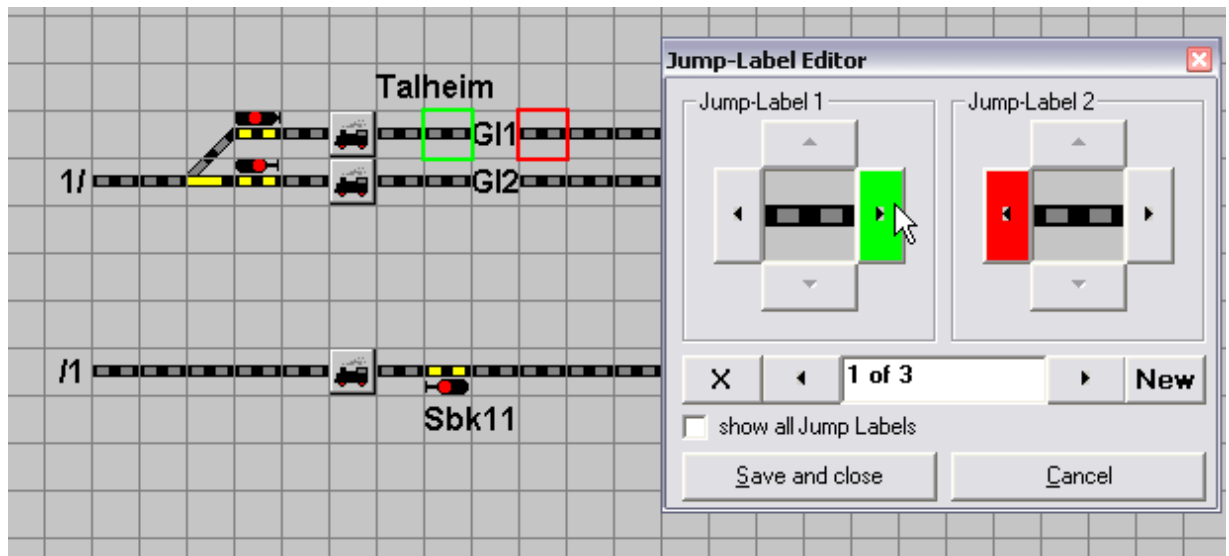 Talheim
Gl1
1/
Gl2
/1
Sbk11
Jump-Label Editor
Jump-Label 1
Jump-Label 2
X
1 of 3
New
show all Jump Labels
Save and close
Cancel